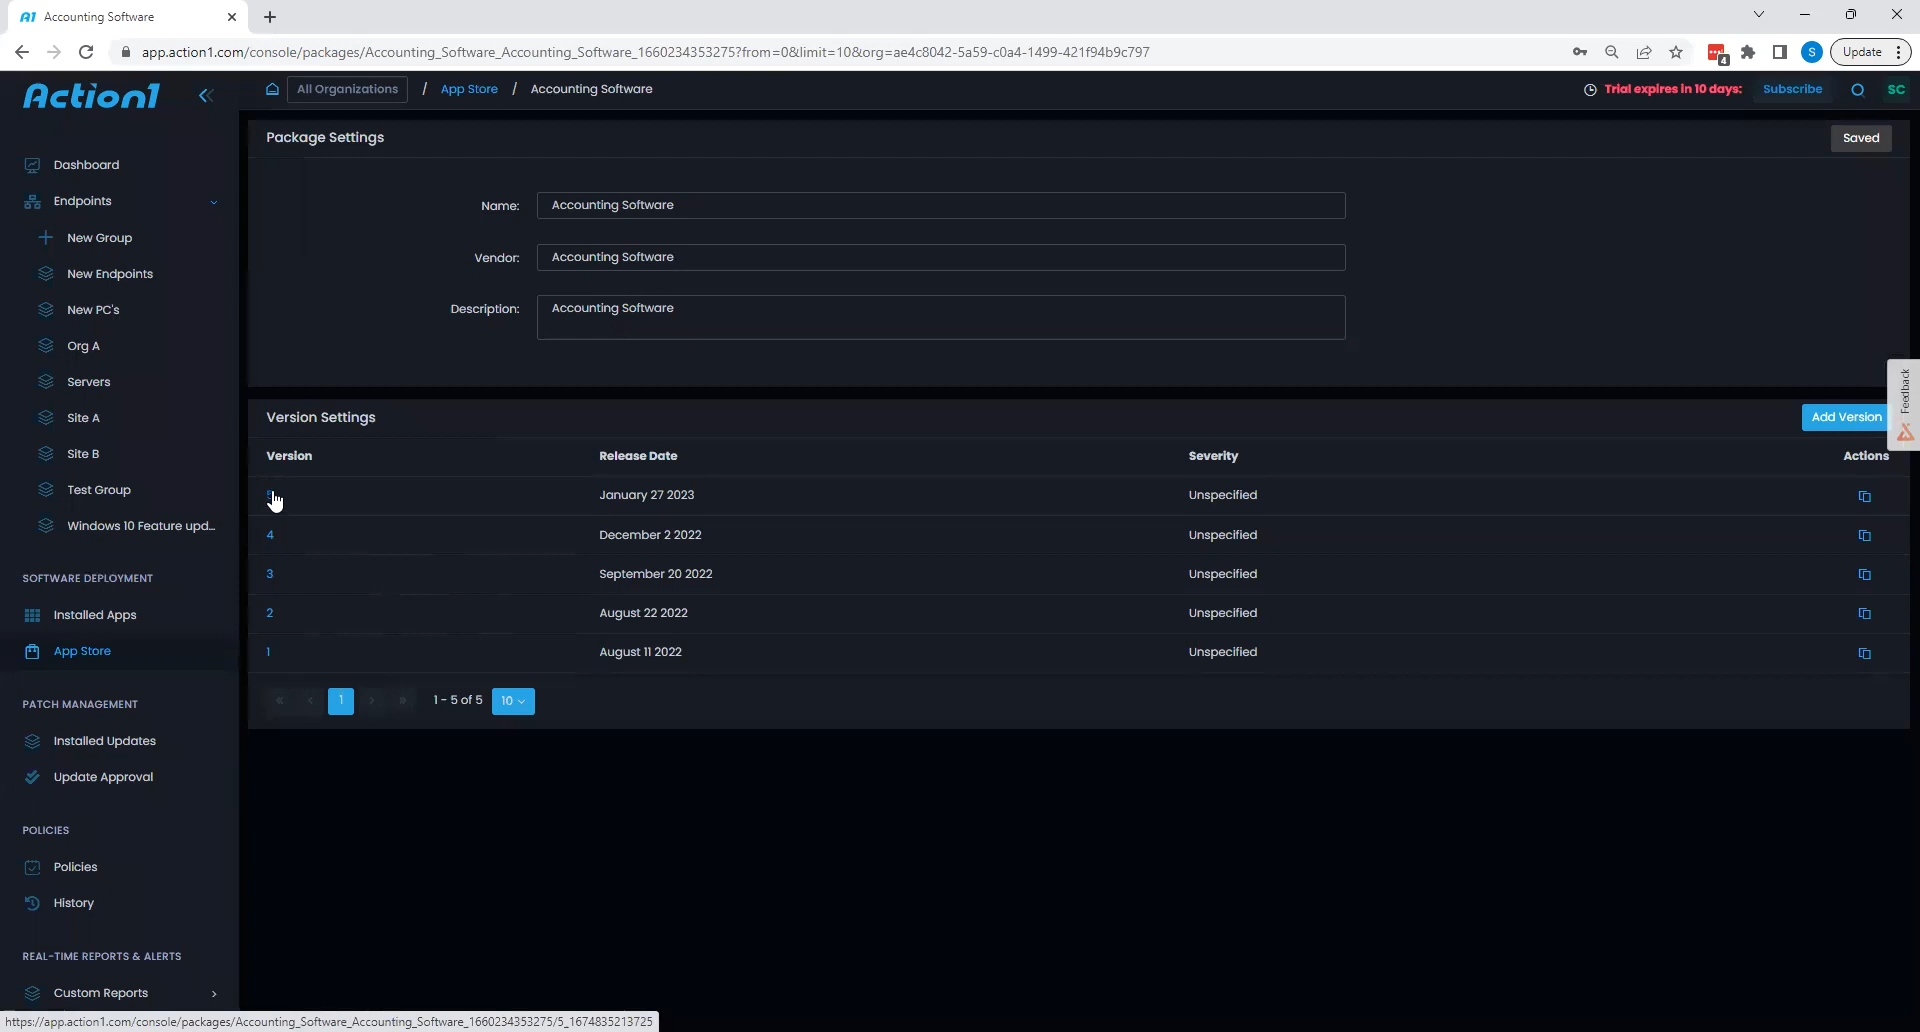 Accounting Software
app.action1.com/console/packages/Accounting_Software_Accounting_Software_1660234353275?from=0&limit=10&org=ae4c8042-5a59-c0a4-1499-421f94b9c797
4
S
Update
Action1
All Organizations / App Store / Accounting Software
Trial expires in 10 days:
Subscribe
SC
Dashboard
Endpoints
New Group
New Endpoints
New PC's
Org A
Servers
Site A
Site B
Test Group
Windows 10 Feature upd...
SOFTWARE DEPLOYMENT
Installed Apps
App Store
PATCH MANAGEMENT
Installed Updates
Update Approval
POLICIES
Policies
History
REAL-TIME REPORTS & ALERTS
Custom Reports
Package Settings
Saved
Name: Accounting Software
Vendor: Accounting Software
Description: Accounting Software
Feedback
Version Settings
Add Version
Version Release Date Severity Actions
January 27 2023 Unspecified
4 December 2 2022 Unspecified
3 September 20 2022 Unspecified
2 August 22 2022 Unspecified
1 August 11 2022 Unspecified
« ‹ 1 › » 1 - 5 of 5 10
https://app.action1.com/console/packages/Accounting_Software_Accounting_Software_1660234353275/5_1674835213725